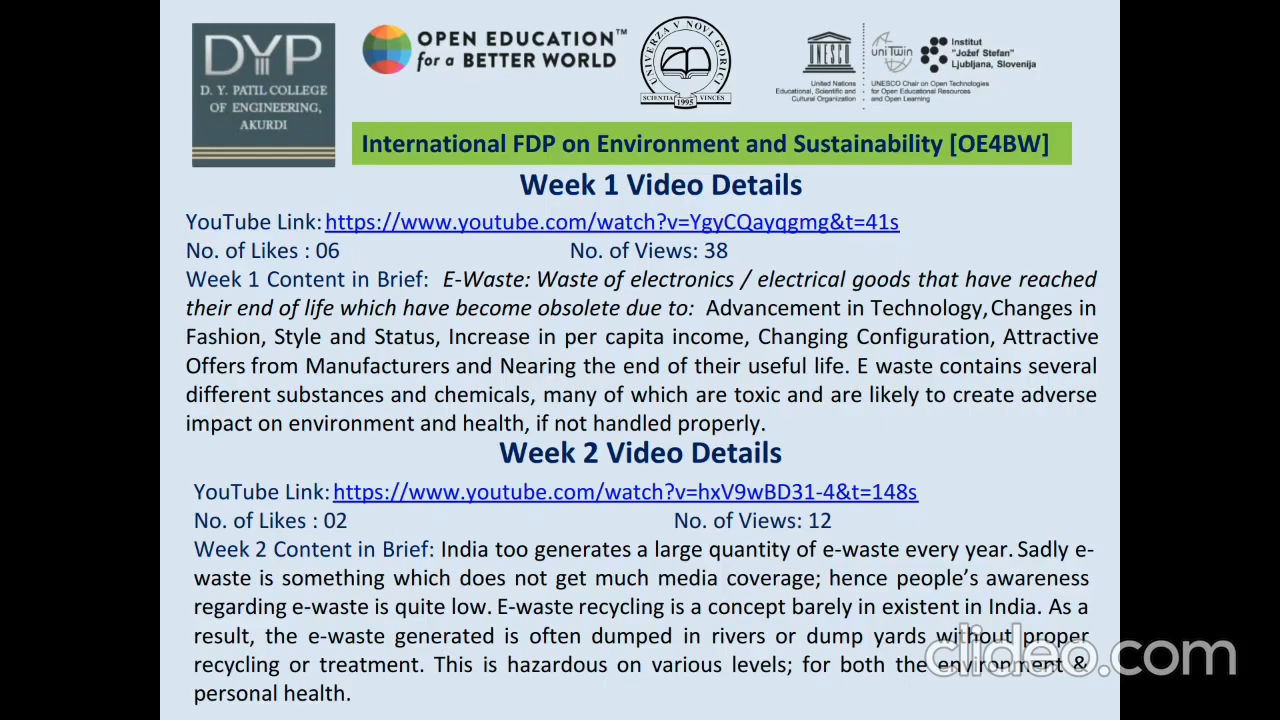 DYP
D. Y. PATIL COLLEGE
OF ENGINEERING,
AKURDI
OPEN EDUCATION™
for a BETTER WORLD
UNIVERZA V NOVI GORICI
SCIENTIA VINCES
1995
UNESCO
United Nations
Educational, Scientific and
Cultural Organization
uniTwin
Institut
"Jožef Stefan"
Ljubljana, Slovenija
UNESCO Chair on Open Technologies
for Open Educational Resources
and Open Learning
International FDP on Environment and Sustainability [OE4BW]
Week 1 Video Details
YouTube Link: https://www.youtube.com/watch?v=YgyCQayqgmg&t=41s
No. of Likes : 06 No. of Views: 38
Week 1 Content in Brief: E-Waste: Waste of electronics / electrical goods that have reached
their end of life which have become obsolete due to: Advancement in Technology, Changes in
Fashion, Style and Status, Increase in per capita income, Changing Configuration, Attractive
Offers from Manufacturers and Nearing the end of their useful life. E waste contains several
different substances and chemicals, many of which are toxic and are likely to create adverse
impact on environment and health, if not handled properly.
Week 2 Video Details
YouTube Link: https://www.youtube.com/watch?v=hxV9wBD31-4&t=148s
No. of Likes : 02 No. of Views: 12
Week 2 Content in Brief: India too generates a large quantity of e-waste every year. Sadly e-
waste is something which does not get much media coverage; hence people's awareness
regarding e-waste is quite low. E-waste recycling is a concept barely in existent in India. As a
result, the e-waste generated is often dumped in rivers or dump yards without proper
recycling or treatment. This is hazardous on various levels; for both the environment &
personal health.
clideo.com